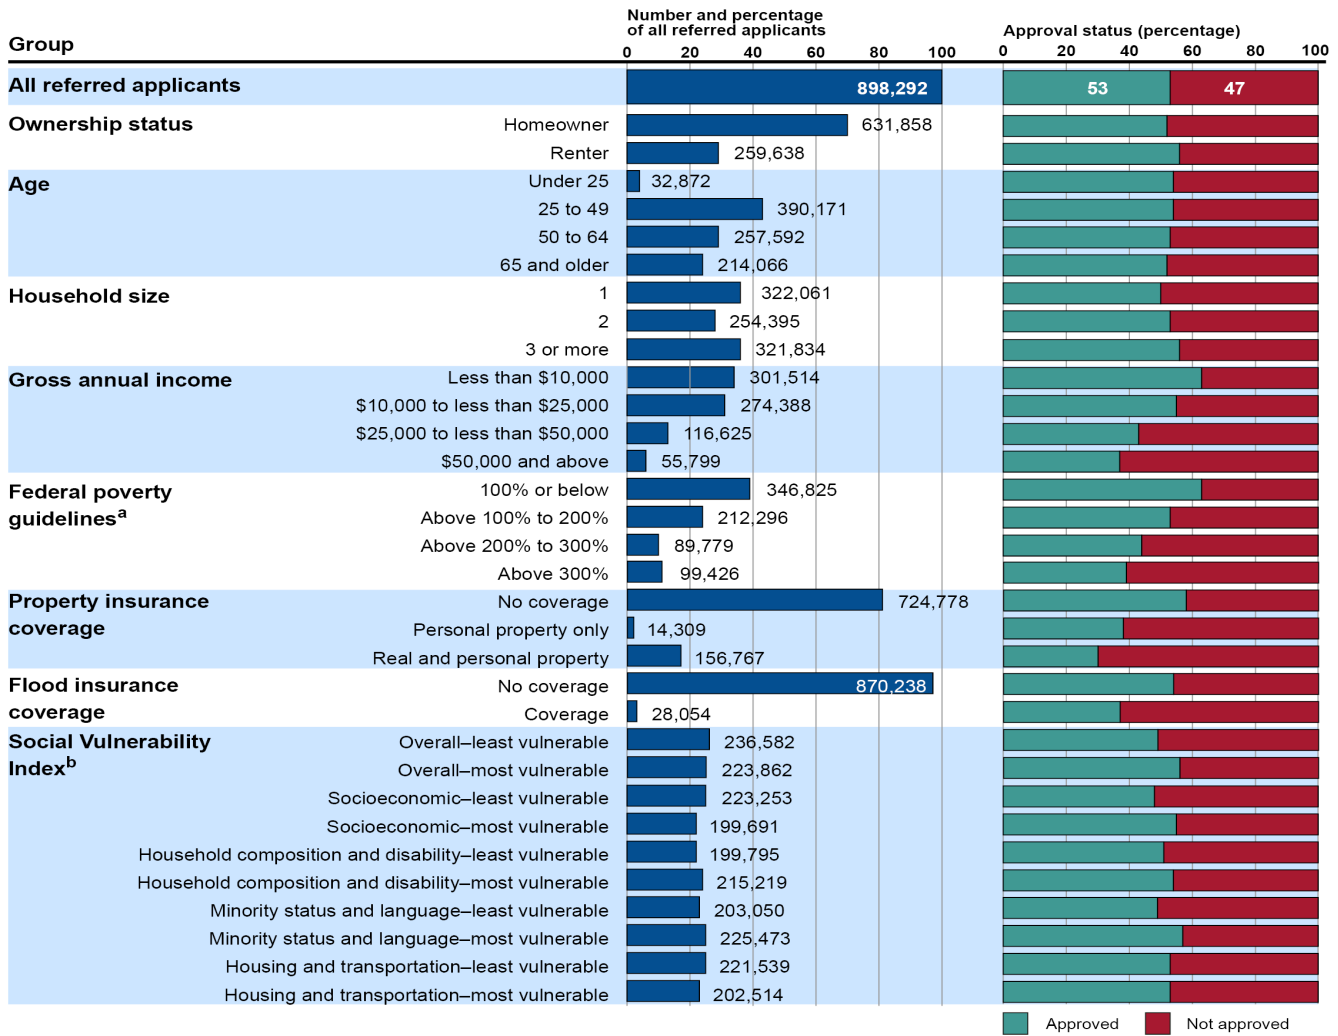 Number and percentage
of all referred applicants
Approval status (percentage)
Group
0 20 40 60 80 100
0 20 40 60 80 100
All referred applicants 898,292 53 47
Ownership status Homeowner 631,858
Renter 259,638
Age Under 25 32,872
25 to 49 390,171
50 to 64 257,592
65 and older 214,066
Household size 1 322,061
2 254,395
3 or more 321,834
Gross annual income Less than $10,000 301,514
$10,000 to less than $25,000 274,388
$25,000 to less than $50,000 116,625
$50,000 and above 55,799
Federal poverty 100% or below 346,825
guidelinesa Above 100% to 200% 212,296
Above 200% to 300% 89,779
Above 300% 99,426
Property insurance No coverage 724,778
coverage Personal property only 14,309
Real and personal property 156,767
Flood insurance No coverage 870,238
coverage Coverage 28,054
Social Vulnerability Overall–least vulnerable 236,582
Indexb Overall–most vulnerable 223,862
Socioeconomic–least vulnerable 223,253
Socioeconomic–most vulnerable 199,691
Household composition and disability–least vulnerable 199,795
Household composition and disability–most vulnerable 215,219
Minority status and language–least vulnerable 203,050
Minority status and language–most vulnerable 225,473
Housing and transportation–least vulnerable 221,539
Housing and transportation–most vulnerable 202,514
Approved Not approved